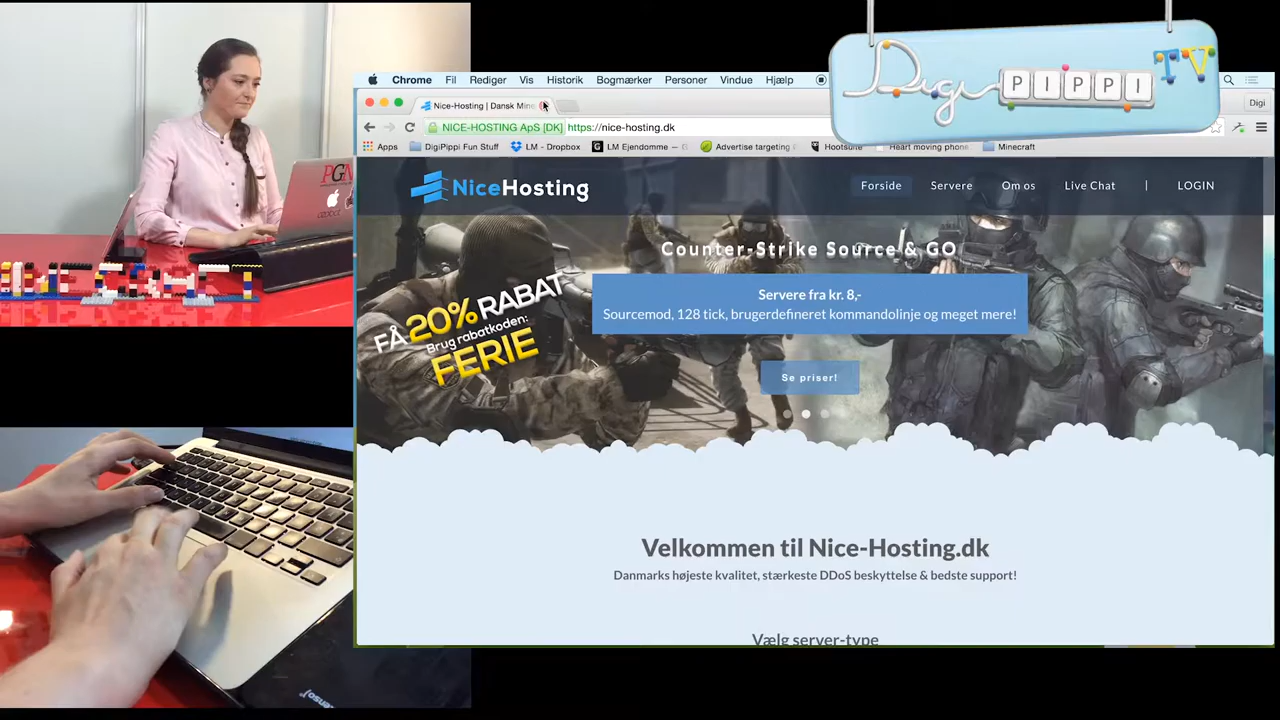 Digi PIPPI TV
Chrome Fil Rediger Vis Historik Bogmærker Personer Vindue Hjælp
Nice-Hosting | Dansk Mine
Digi
NICE-HOSTING ApS [DK] https://nice-hosting.dk
Apps DigiPippi Fun Stuff LM - Dropbox LM Ejendomme – G Advertise targeting Hootsuite Heart moving phone Minecraft
NiceHosting
Forside Servere Om os Live Chat | LOGIN
Counter-Strike Source & GO
Servere fra kr. 8,-
Sourcemod, 128 tick, brugerdefineret kommandolinje og meget mere!
FÅ 20% RABAT
Brug rabatkoden:
FERIE
Se priser!
Velkommen til Nice-Hosting.dk
Danmarks højeste kvalitet, stærkeste DDoS beskyttelse & bedste support!
Vælg server-type
PGN